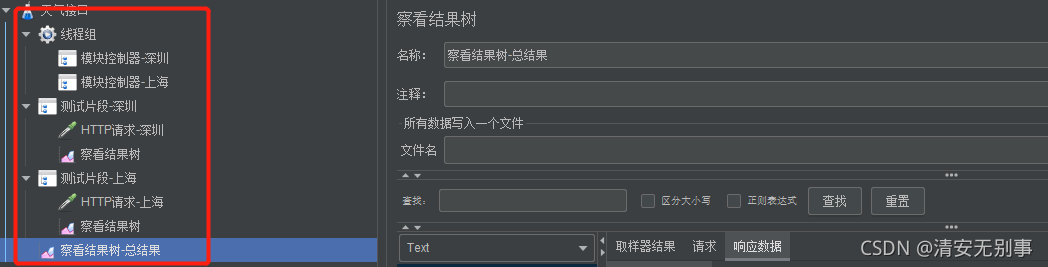 天气接口
线程组
模块控制器-深圳
模块控制器-上海
测试片段-深圳
HTTP请求-深圳
察看结果树
测试片段-上海
HTTP请求-上海
察看结果树
察看结果树-总结果
察看结果树
名称： 察看结果树-总结果
注释：
所有数据写入一个文件
文件名
查找： 区分大小写 正则表达式 查找 重置
Text 取样器结果 请求 响应数据
CSDN @清安无别事